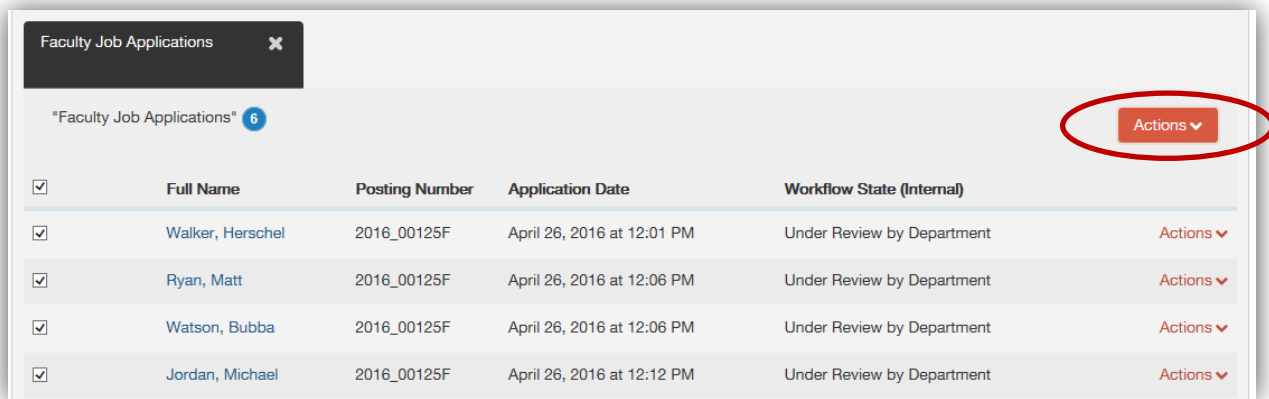 Faculty Job Applications
"Faculty Job Applications" 6 Actions
Full Name Posting Number Application Date Workflow State (Internal)
Walker, Herschel 2016_00125F April 26, 2016 at 12:01 PM Under Review by Department Actions
Ryan, Matt 2016_00125F April 26, 2016 at 12:06 PM Under Review by Department Actions
Watson, Bubba 2016_00125F April 26, 2016 at 12:06 PM Under Review by Department Actions
Jordan, Michael 2016_00125F April 26, 2016 at 12:12 PM Under Review by Department Actions